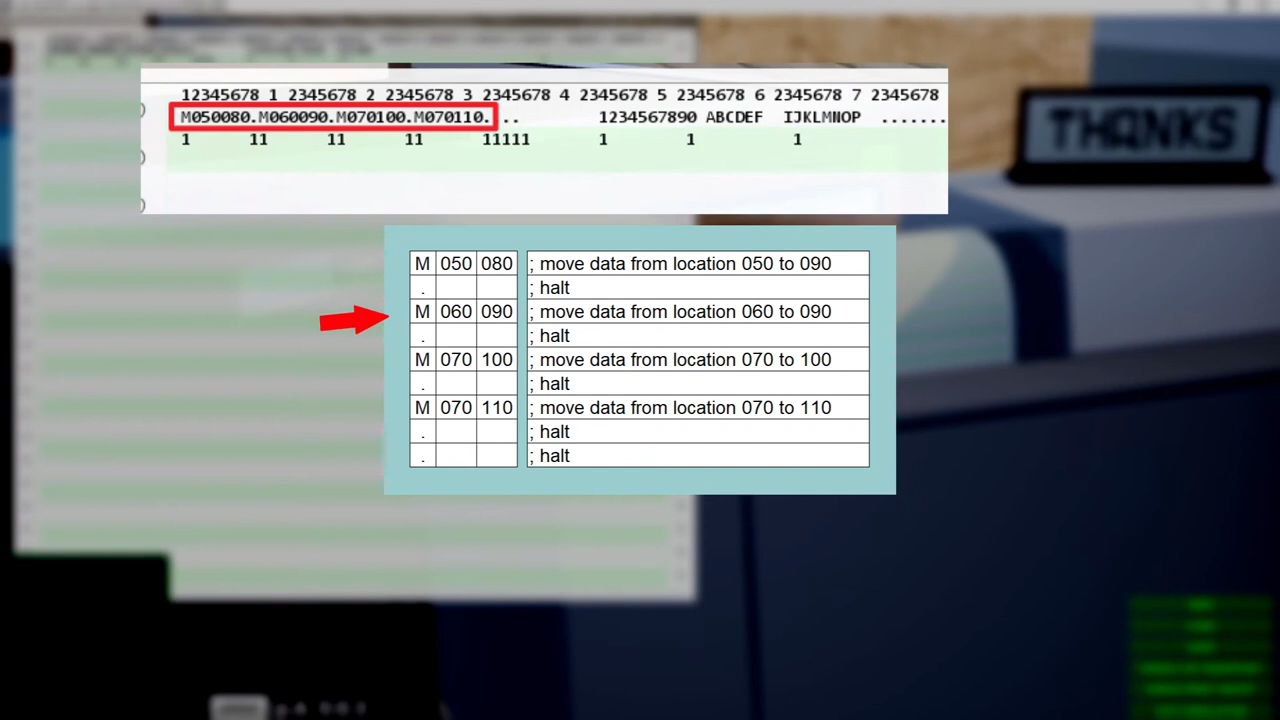 THANKS
12345678 1 2345678 2 2345678 3 2345678 4 2345678 5 2345678 6 2345678 7 2345678
M050080.M060090.M070100.M070110... 1234567890 ABCDEF IJKLMNOP .......
1 11 11 11 11111 1 1 1
M 050 080 ; move data from location 050 to 090
. ; halt
M 060 090 ; move data from location 060 to 090
. ; halt
M 070 100 ; move data from location 070 to 100
. ; halt
M 070 110 ; move data from location 070 to 110
. ; halt
. ; halt